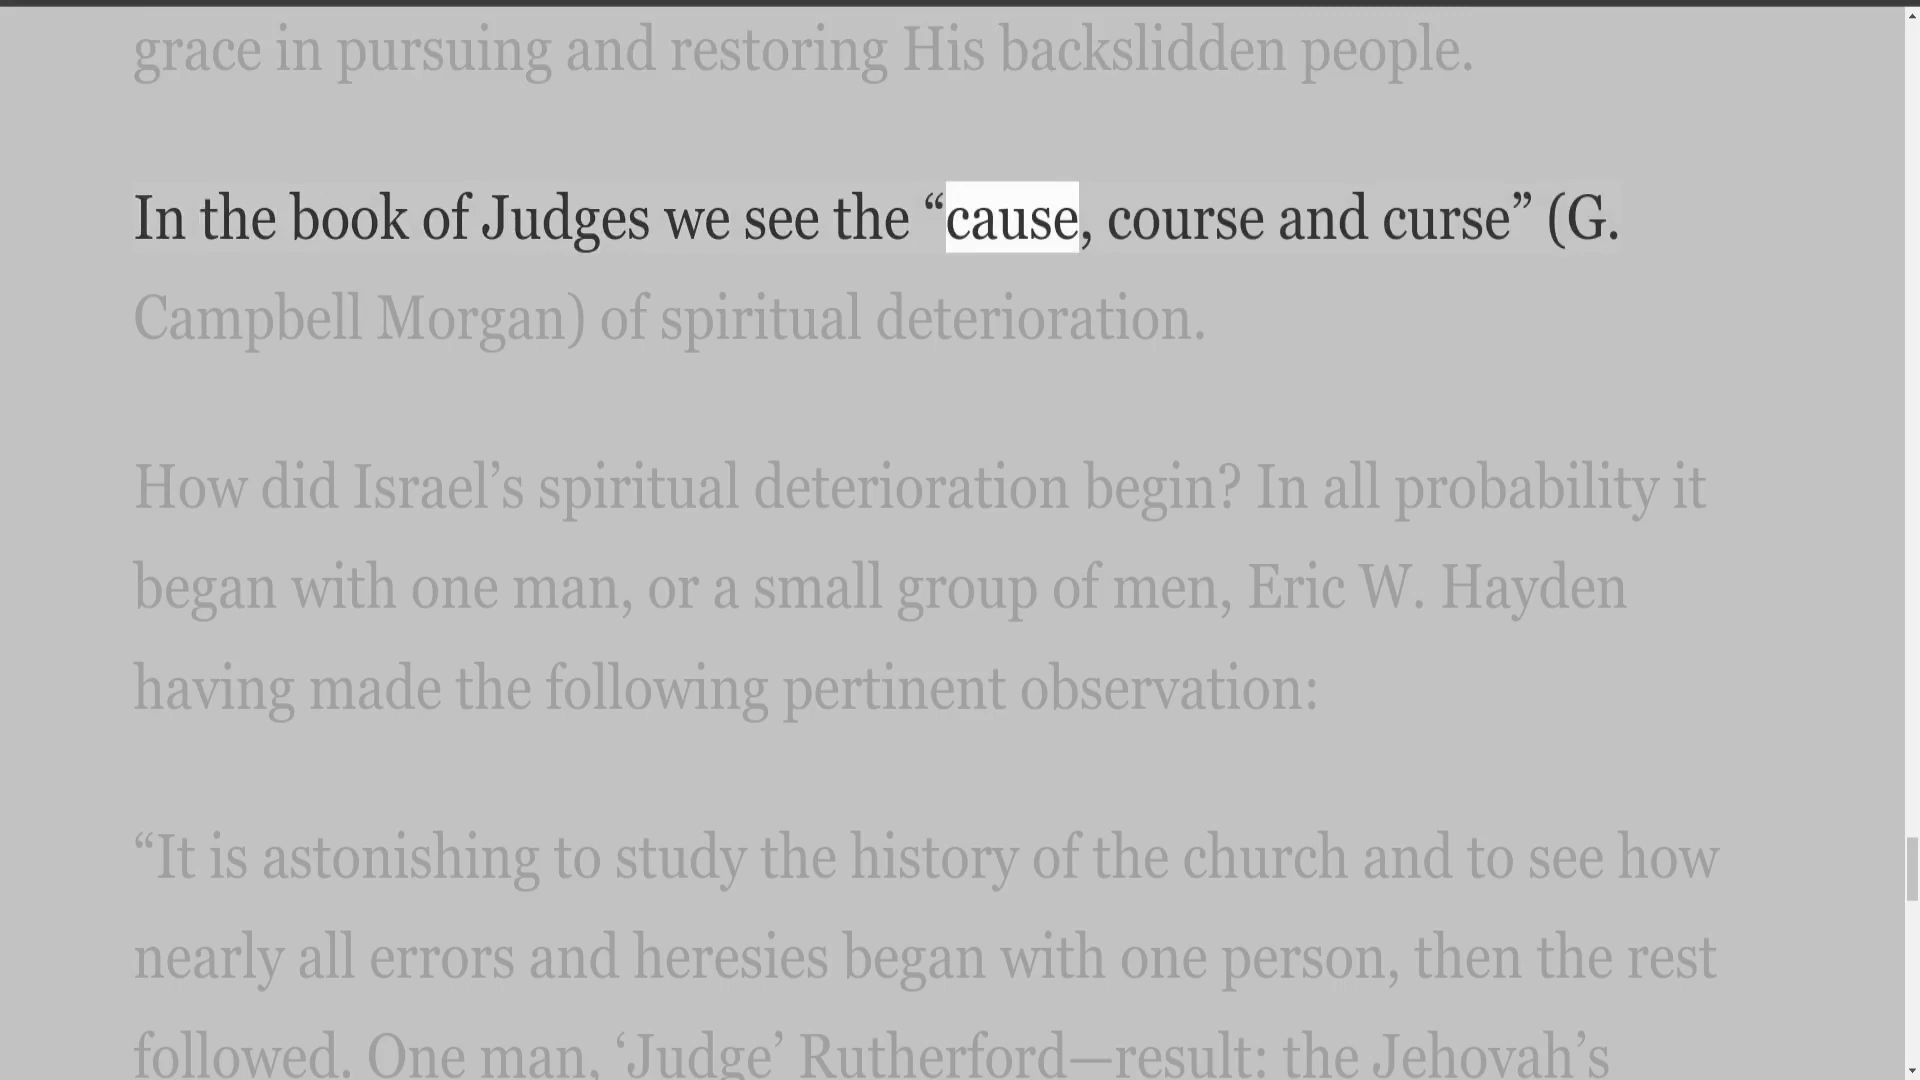 grace in pursuing and restoring His backslidden people.
In the book of Judges we see the “cause, course and curse” (G.
Campbell Morgan) of spiritual deterioration.
How did Israel’s spiritual deterioration begin? In all probability it
began with one man, or a small group of men, Eric W. Hayden
having made the following pertinent observation:
“It is astonishing to study the history of the church and to see how
nearly all errors and heresies began with one person, then the rest
followed. One man, ‘Judge’ Rutherford—result: the Jehovah’s